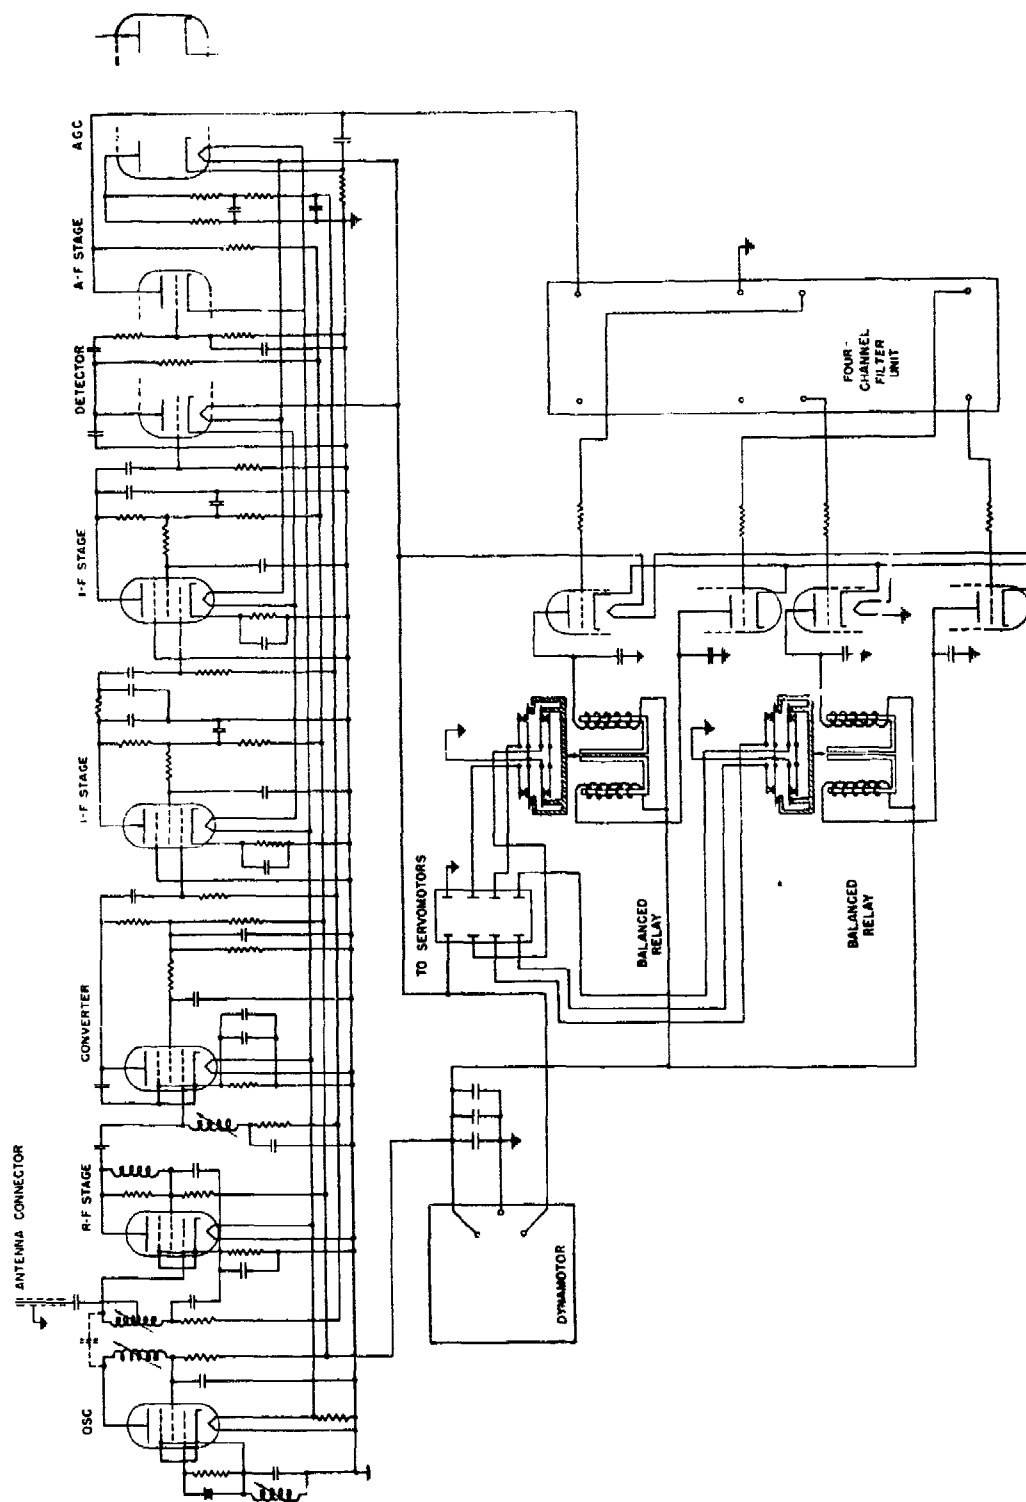 OSC
ANTENNA CONNECTOR
R-F STAGE
CONVERTER
I-F STAGE
I-F STAGE
DETECTOR
A-F STAGE
AGC
DYNAMOTOR
TO SERVOMOTORS
BALANCED
RELAY
BALANCED
RELAY
FOUR-
CHANNEL
FILTER
UNIT